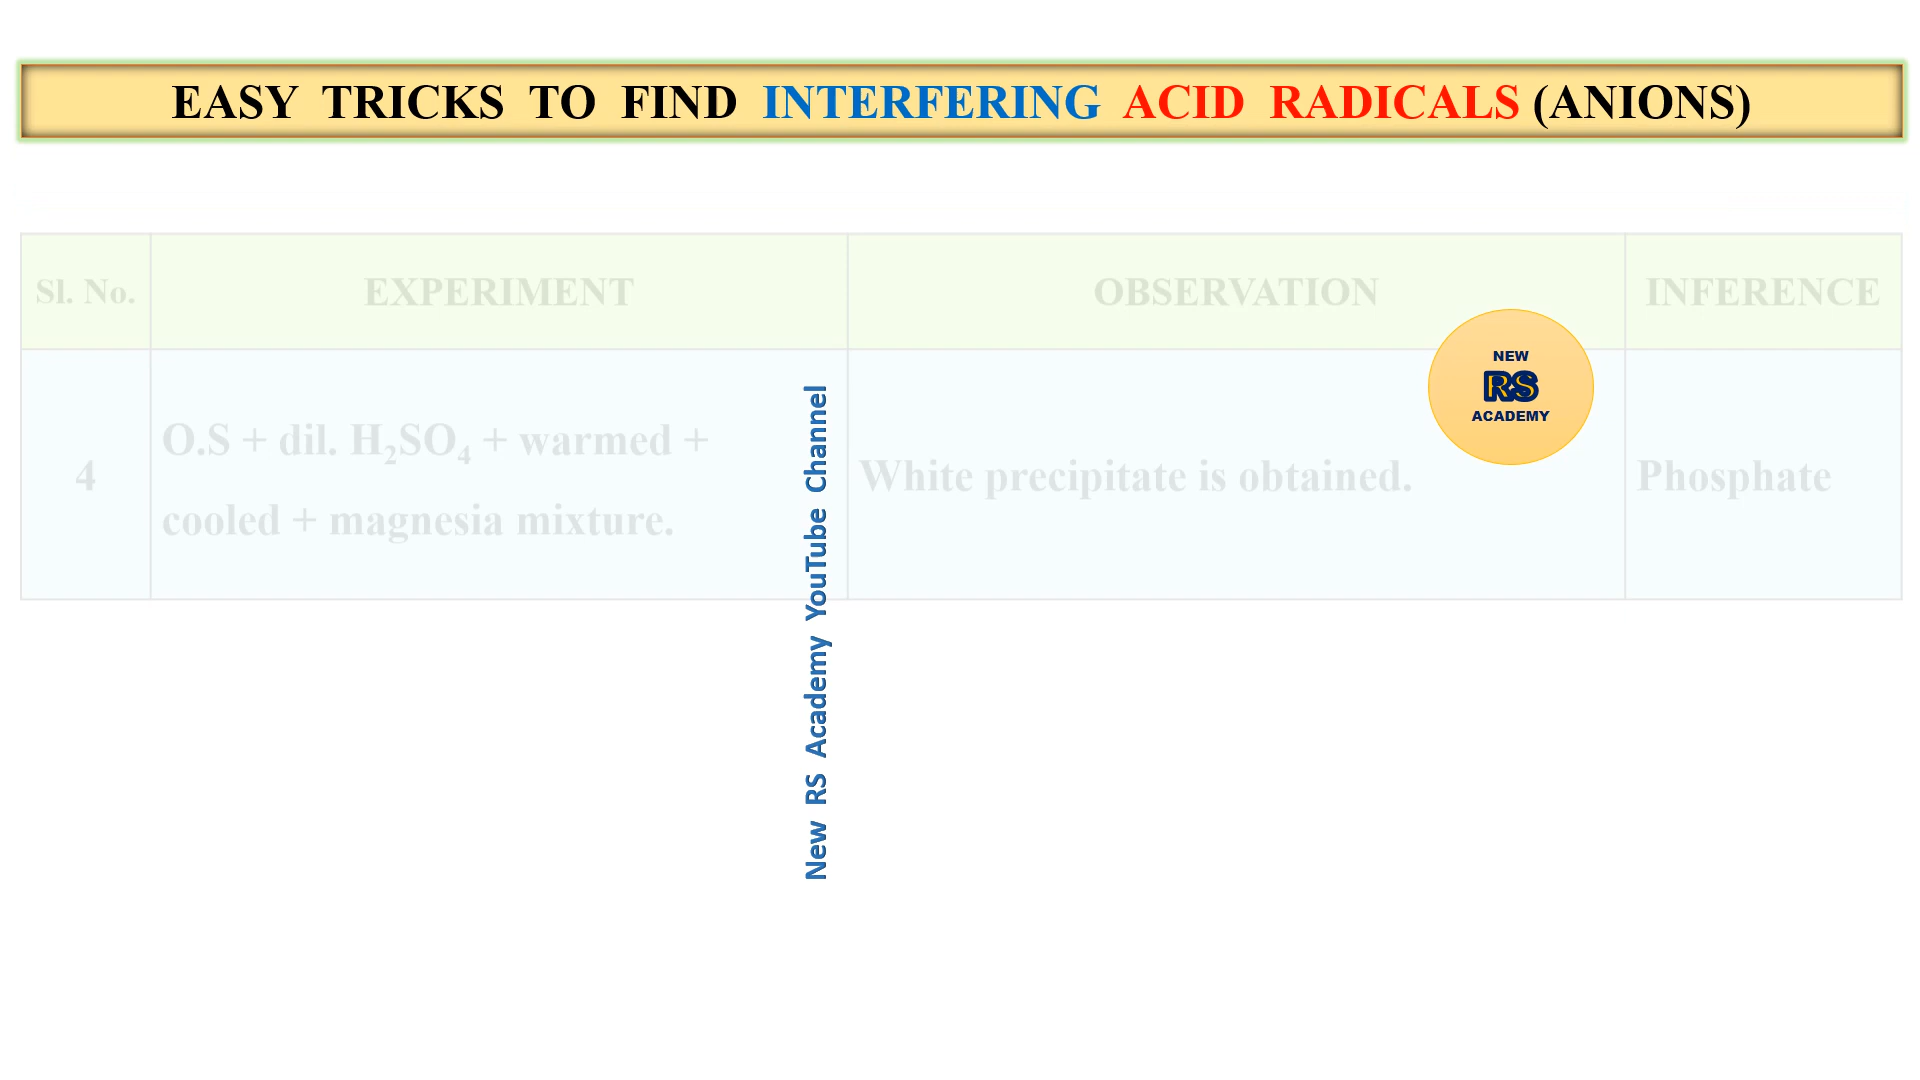 EASY TRICKS TO FIND INTERFERING ACID RADICALS (ANIONS)
Sl. No.
EXPERIMENT
OBSERVATION
INFERENCE
4
O.S + dil. H₂SO₄ + warmed +
cooled + magnesia mixture.
White precipitate is obtained.
Phosphate
NEW
RS
ACADEMY
New RS Academy YouTube Channel